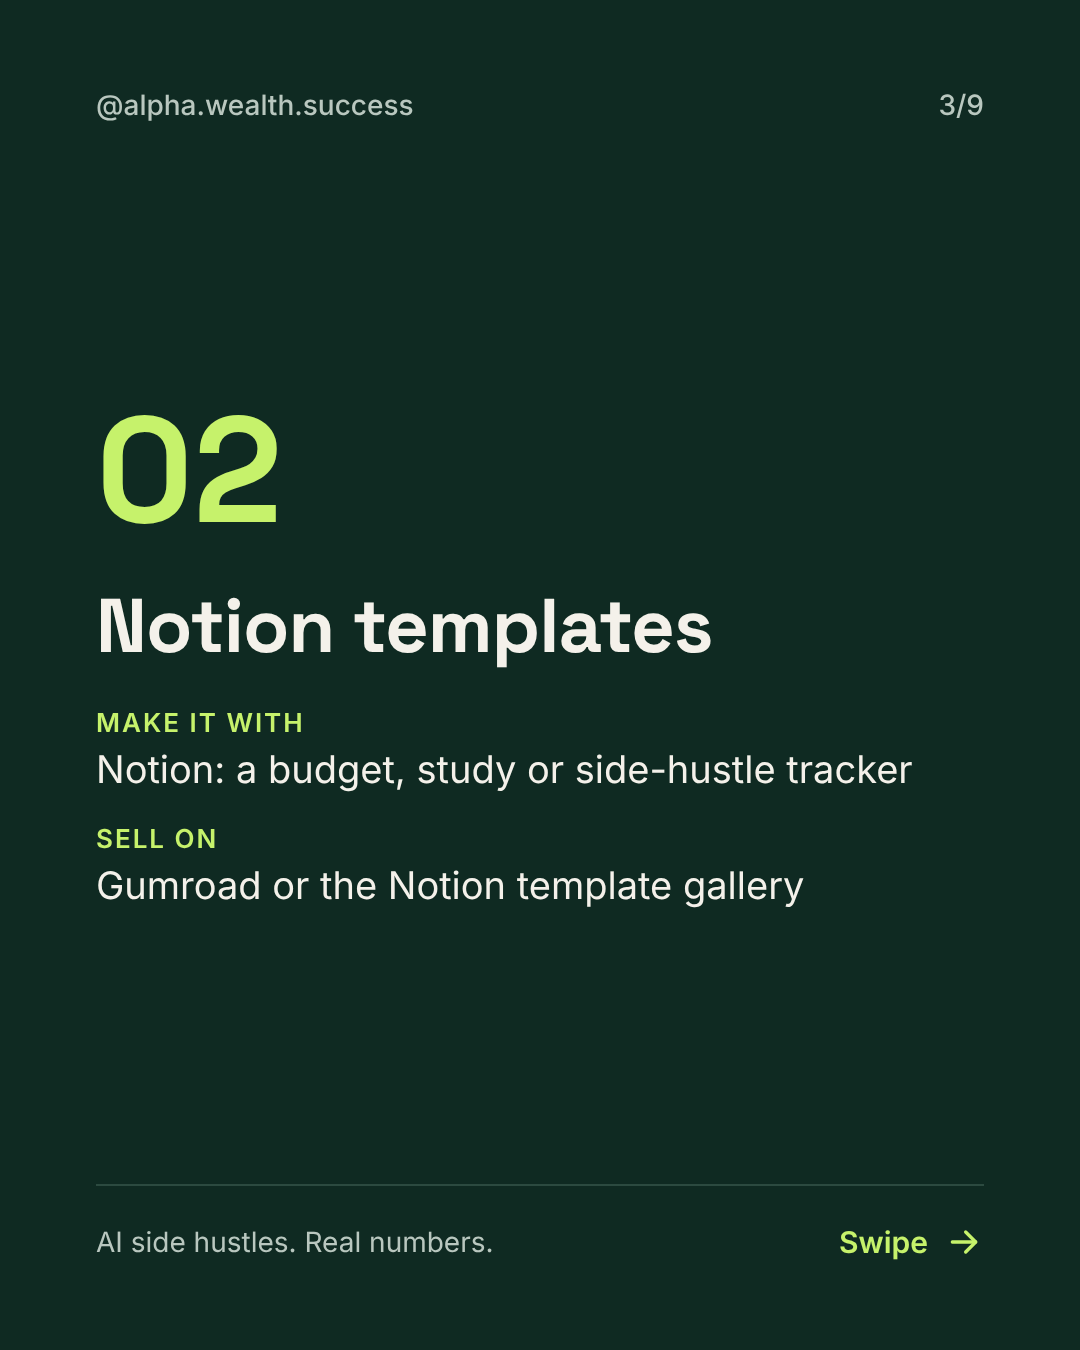 @alpha.wealth.success
3/9
02
Notion templates
MAKE IT WITH
Notion: a budget, study or side-hustle tracker
SELL ON
Gumroad or the Notion template gallery
AI side hustles. Real numbers.
Swipe →